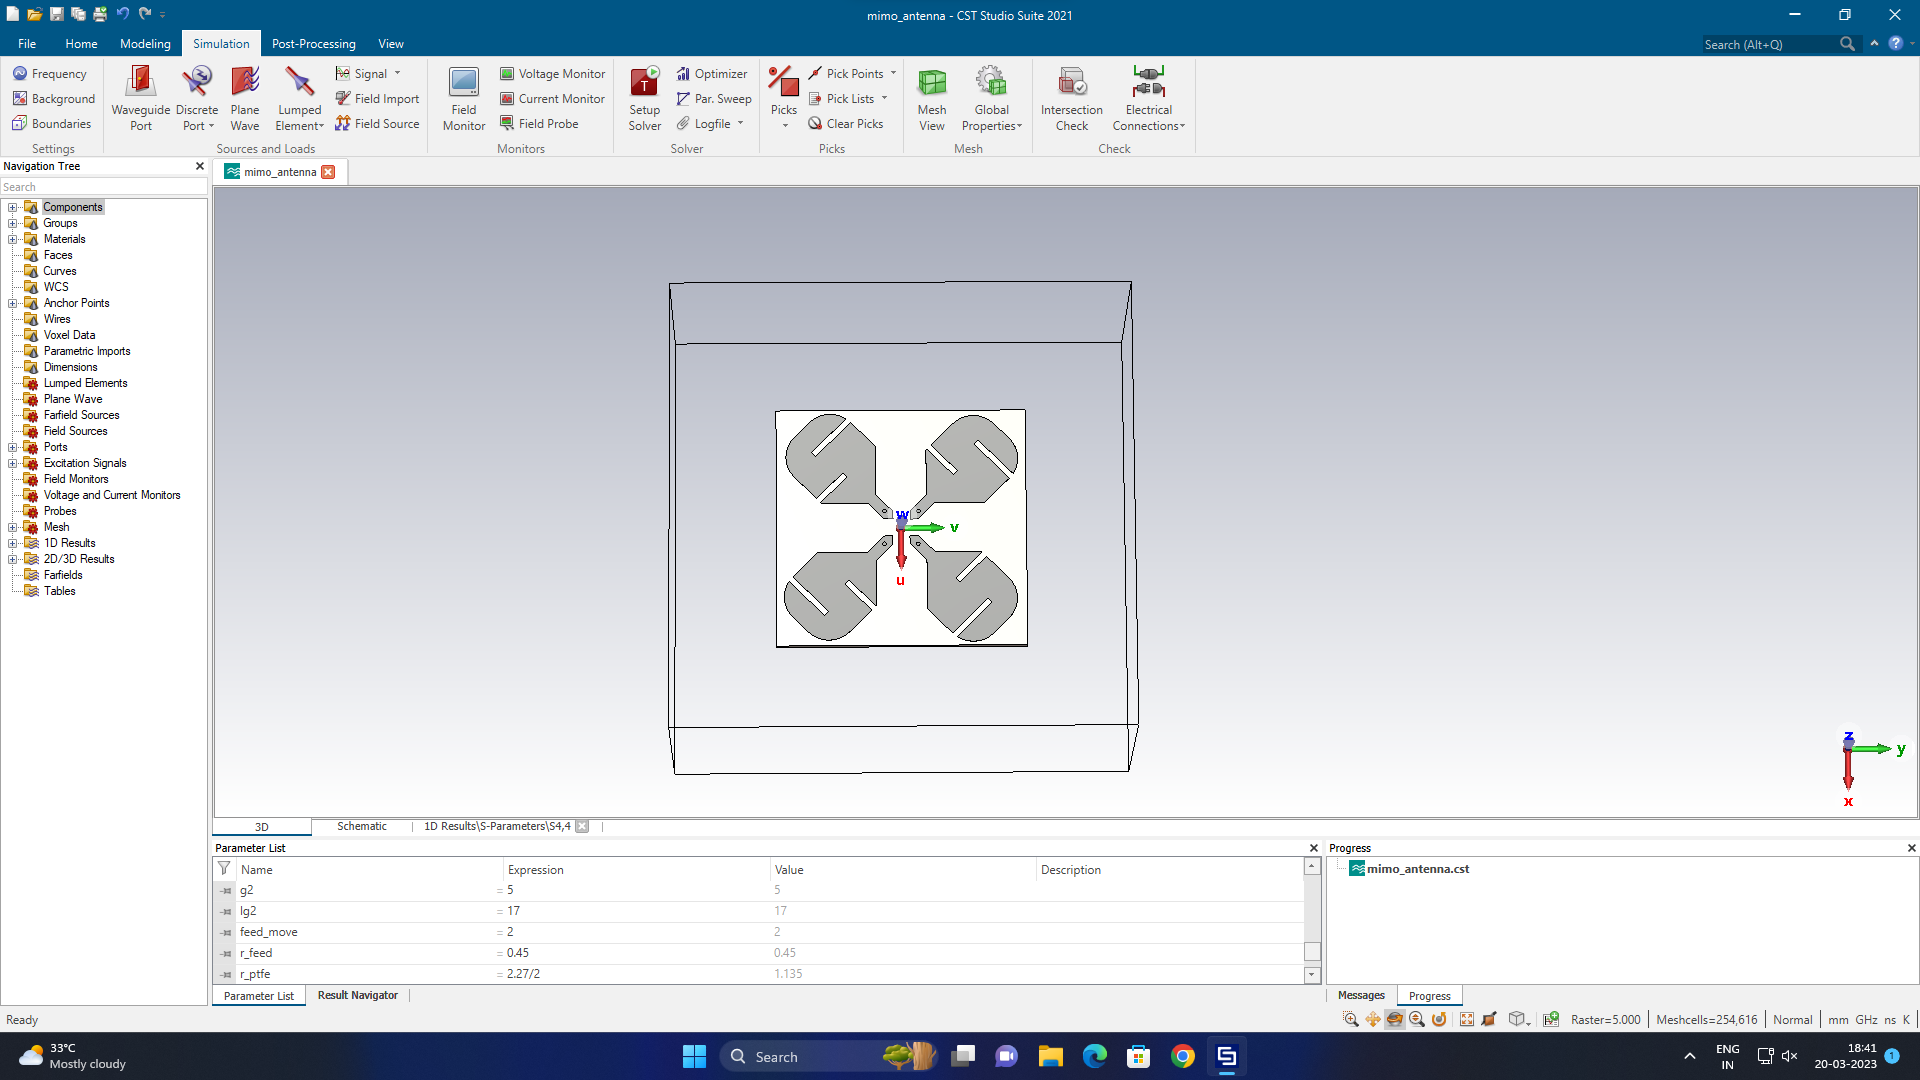 mimo_antenna - CST Studio Suite 2021
File Home Modeling Simulation Post-Processing View
Search (Alt+Q)
Frequency
Background
Boundaries
Settings
Waveguide Port
Discrete Port
Plane Wave
Lumped Element
Signal
Field Import
Field Source
Sources and Loads
Field Monitor
Voltage Monitor
Current Monitor
Field Probe
Monitors
Setup Solver
Optimizer
Par. Sweep
Logfile
Solver
Picks
Pick Points
Pick Lists
Clear Picks
Picks
Mesh View
Global Properties
Mesh
Intersection Check
Electrical Connections
Check
Navigation Tree
Search
Components
Groups
Materials
Faces
Curves
WCS
Anchor Points
Wires
Voxel Data
Parametric Imports
Dimensions
Lumped Elements
Plane Wave
Farfield Sources
Field Sources
Ports
Excitation Signals
Field Monitors
Voltage and Current Monitors
Probes
Mesh
1D Results
2D/3D Results
Farfields
Tables
mimo_antenna
w
v
u
z
y
x
3D Schematic 1D Results\S-Parameters\S4,4
Parameter List
Name Expression Value Description
g2 = 5 5
lg2 = 17 17
feed_move = 2 2
r_feed = 0.45 0.45
r_ptfe = 2.27/2 1.135
Parameter List Result Navigator
Progress
mimo_antenna.cst
Messages Progress
Ready
Raster=5.000 Meshcells=254,616 Normal mm GHz ns K
33°C
Mostly cloudy
Search
ENG
IN
18:41
20-03-2023
1